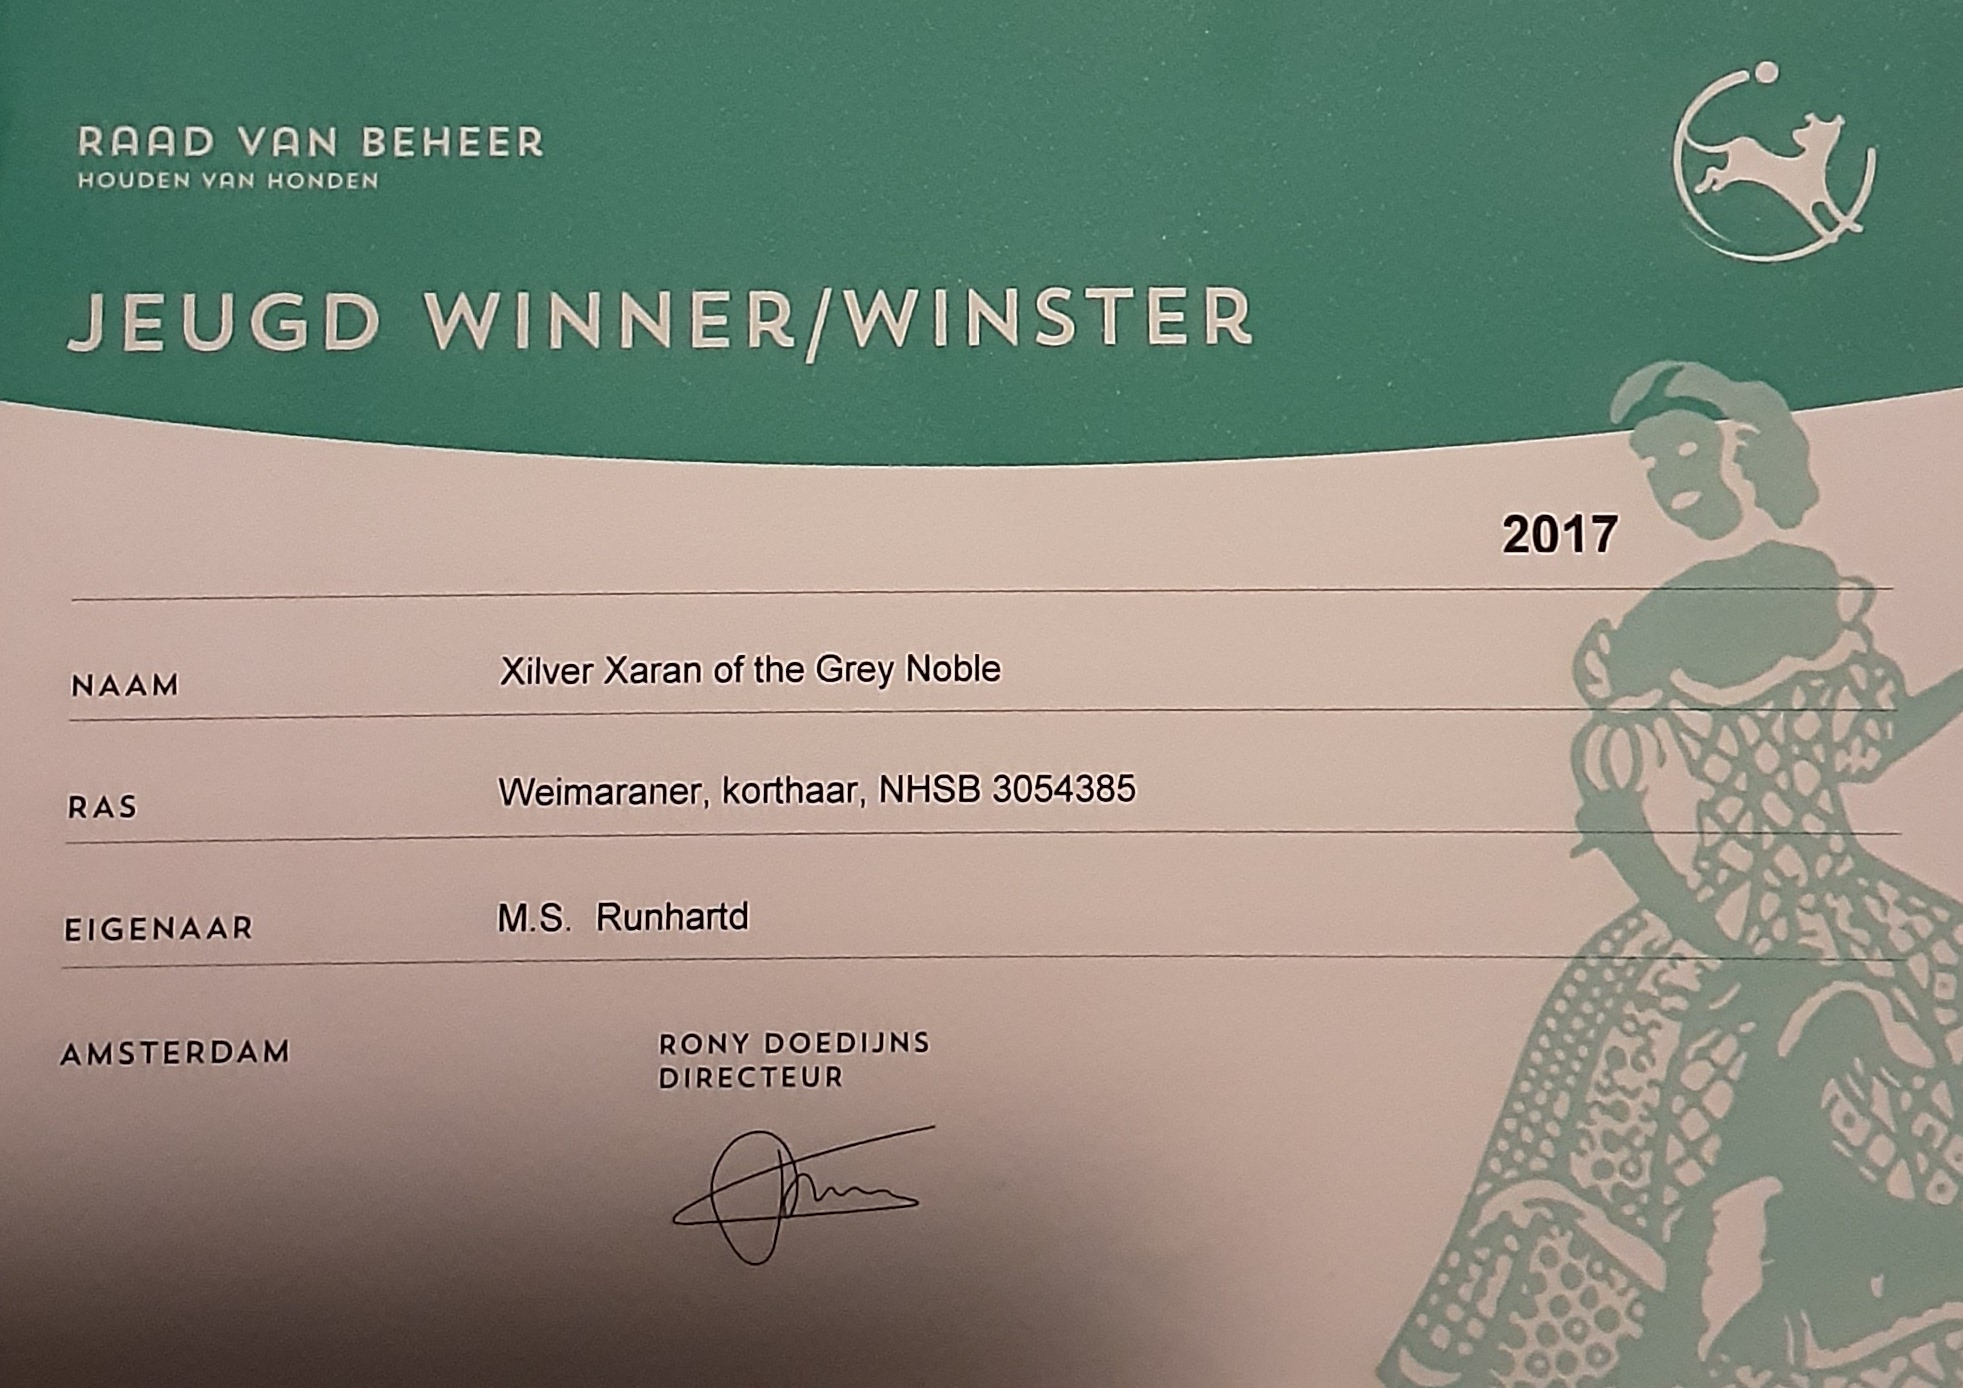 RAAD VAN BEHEER
HOUDEN VAN HONDEN
JEUGD WINNER/WINSTER
2017
NAAM Xilver Xaran of the Grey Noble
RAS Weimaraner, korthaar, NHSB 3054385
EIGENAAR M.S. Runhartd
AMSTERDAM RONY DOEDIJNS
DIRECTEUR